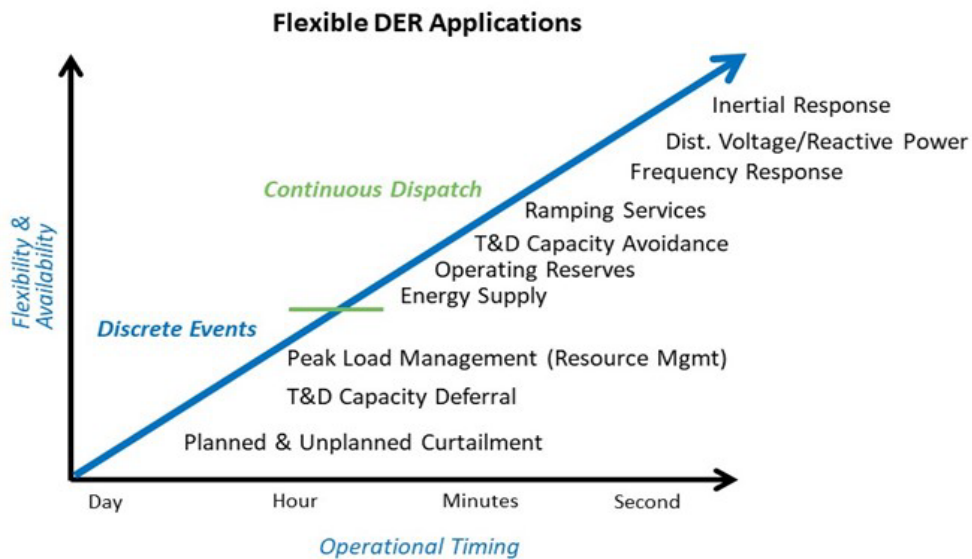 Flexible DER Applications
Inertial Response
Dist. Voltage/Reactive Power
Frequency Response
Continuous Dispatch
Ramping Services
T&D Capacity Avoidance
Operating Reserves
Energy Supply
Flexibility &
Availability
Discrete Events
Peak Load Management (Resource Mgmt)
T&D Capacity Deferral
Planned & Unplanned Curtailment
Day
Hour
Minutes
Second
Operational Timing